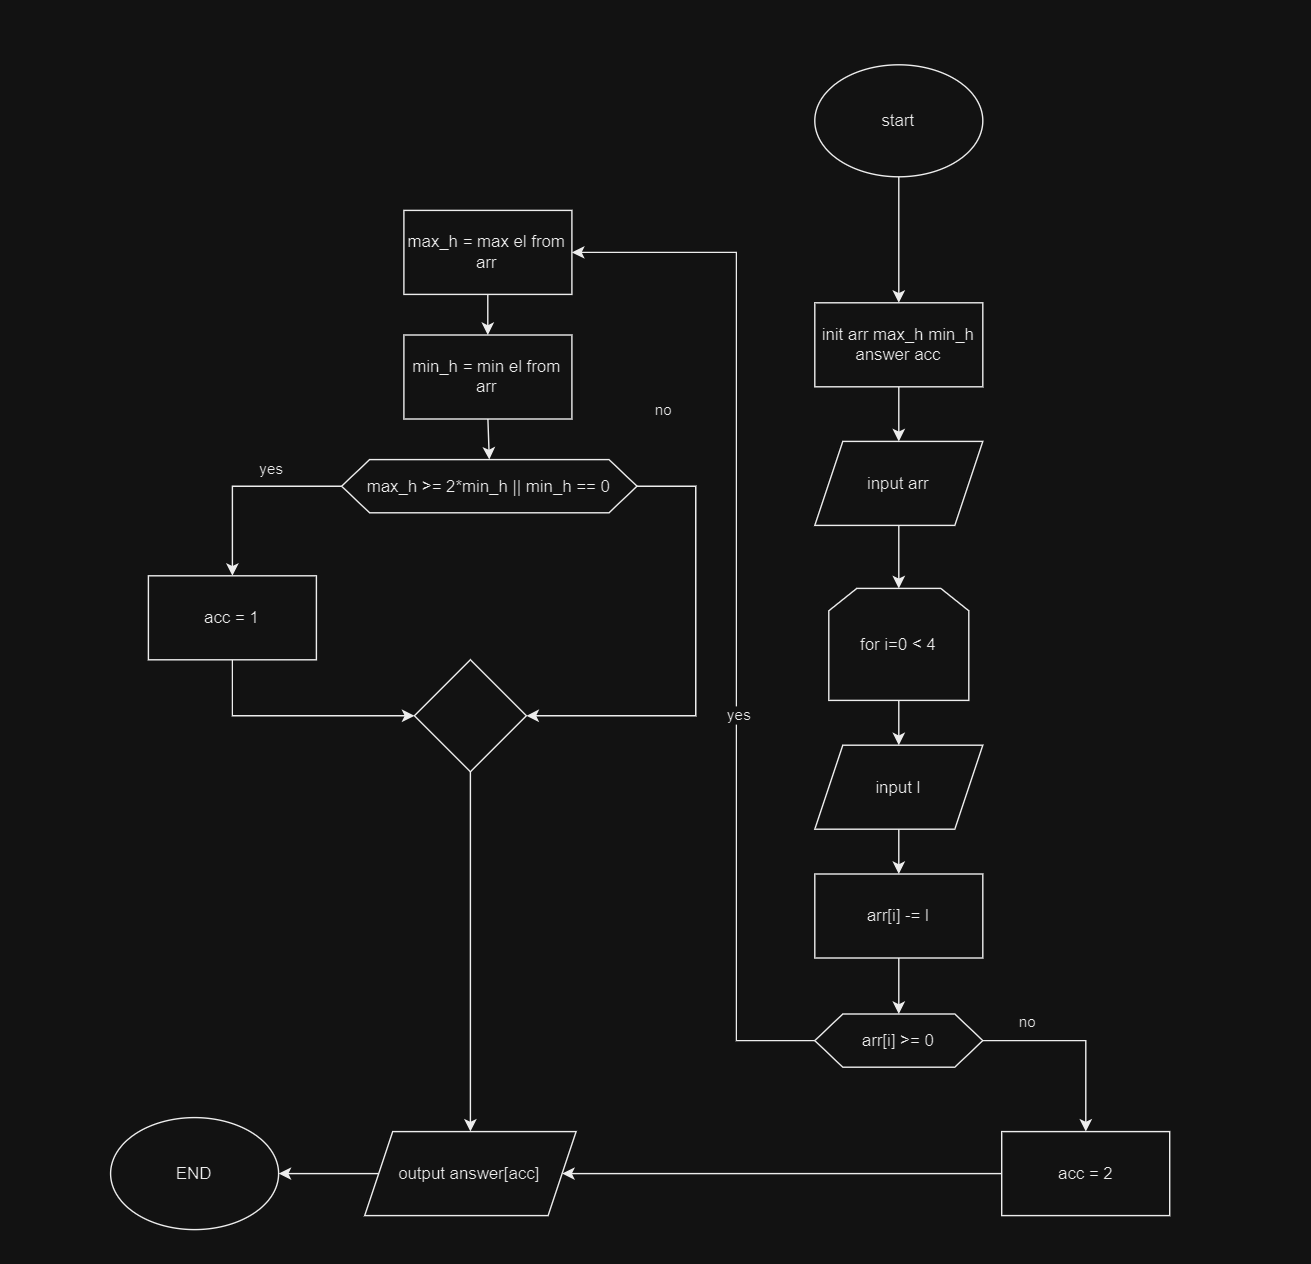 start
init arr max_h min_h
answer acc
input arr
for i=0 < 4
input l
arr[i] -= l
arr[i] >= 0
yes
no
max_h = max el from
arr
min_h = min el from
arr
max_h >= 2*min_h || min_h == 0
yes
no
acc = 1
acc = 2
output answer[acc]
END